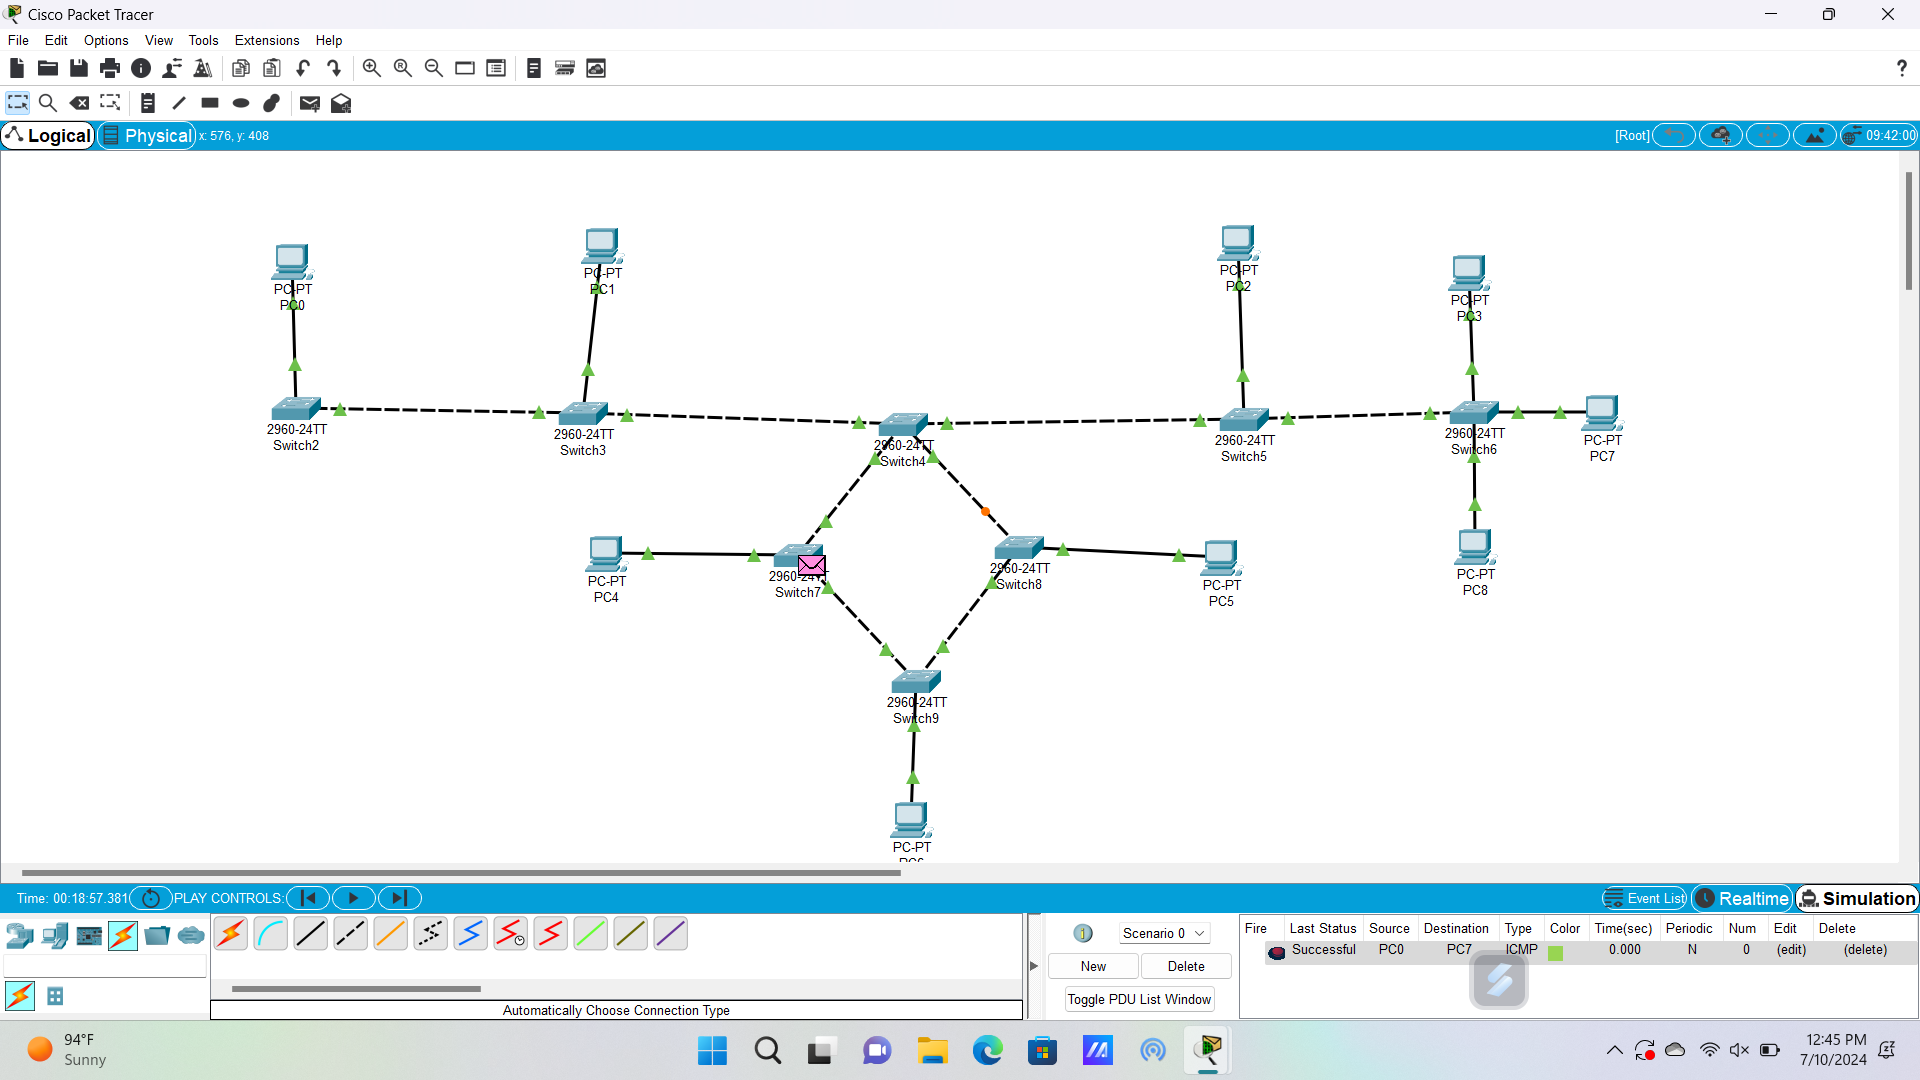 Cisco Packet Tracer
File Edit Options View Tools Extensions Help
Logical Physical x: 576, y: 408 [Root] 09:42:00
PC-PT
PC0
PC-PT
PC1
PC-PT
PC2
PC-PT
PC3
2960-24TT
Switch2
2960-24TT
Switch3
2960-24TT
Switch4
2960-24TT
Switch5
2960-24TT
Switch6
PC-PT
PC7
PC-PT
PC4
2960-24TT
Switch7
2960-24TT
Switch8
PC-PT
PC5
PC-PT
PC8
2960-24TT
Switch9
PC-PT
Time: 00:18:57.381 PLAY CONTROLS: Event List Realtime Simulation
Scenario 0
New Delete
Toggle PDU List Window
Fire Last Status Source Destination Type Color Time(sec) Periodic Num Edit Delete
Successful PC0 PC7 ICMP 0.000 N 0 (edit) (delete)
Automatically Choose Connection Type
94°F
Sunny
12:45 PM
7/10/2024